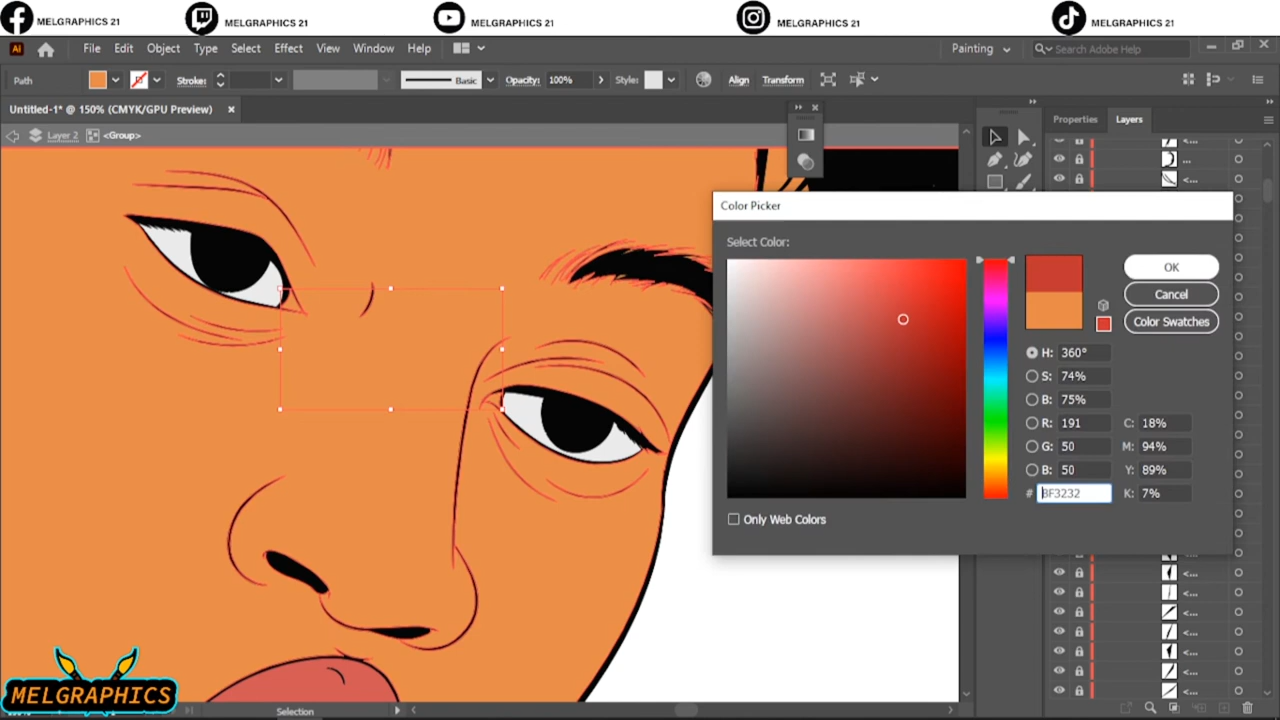 MELGRAPHICS 21 MELGRAPHICS 21 MELGRAPHICS 21 MELGRAPHICS 21 MELGRAPHICS 21
Ai File Edit Object Type Select Effect View Window Help Painting Search Adobe Help
Path Stroke: Basic Opacity: 100% Style: Align Transform
Untitled-1* @ 150% (CMYK/GPU Preview)
Layer 2 <Group>
Properties Layers
...
<...
Color Picker
Select Color:
OK
Cancel
Color Swatches
H: 360°
S: 74%
B: 75%
R: 191 C: 18%
G: 50 M: 94%
B: 50 Y: 89%
# BF3232 K: 7%
Only Web Colors
<...
<...
<...
<...
<...
<...
<...
MELGRAPHICS
Selection